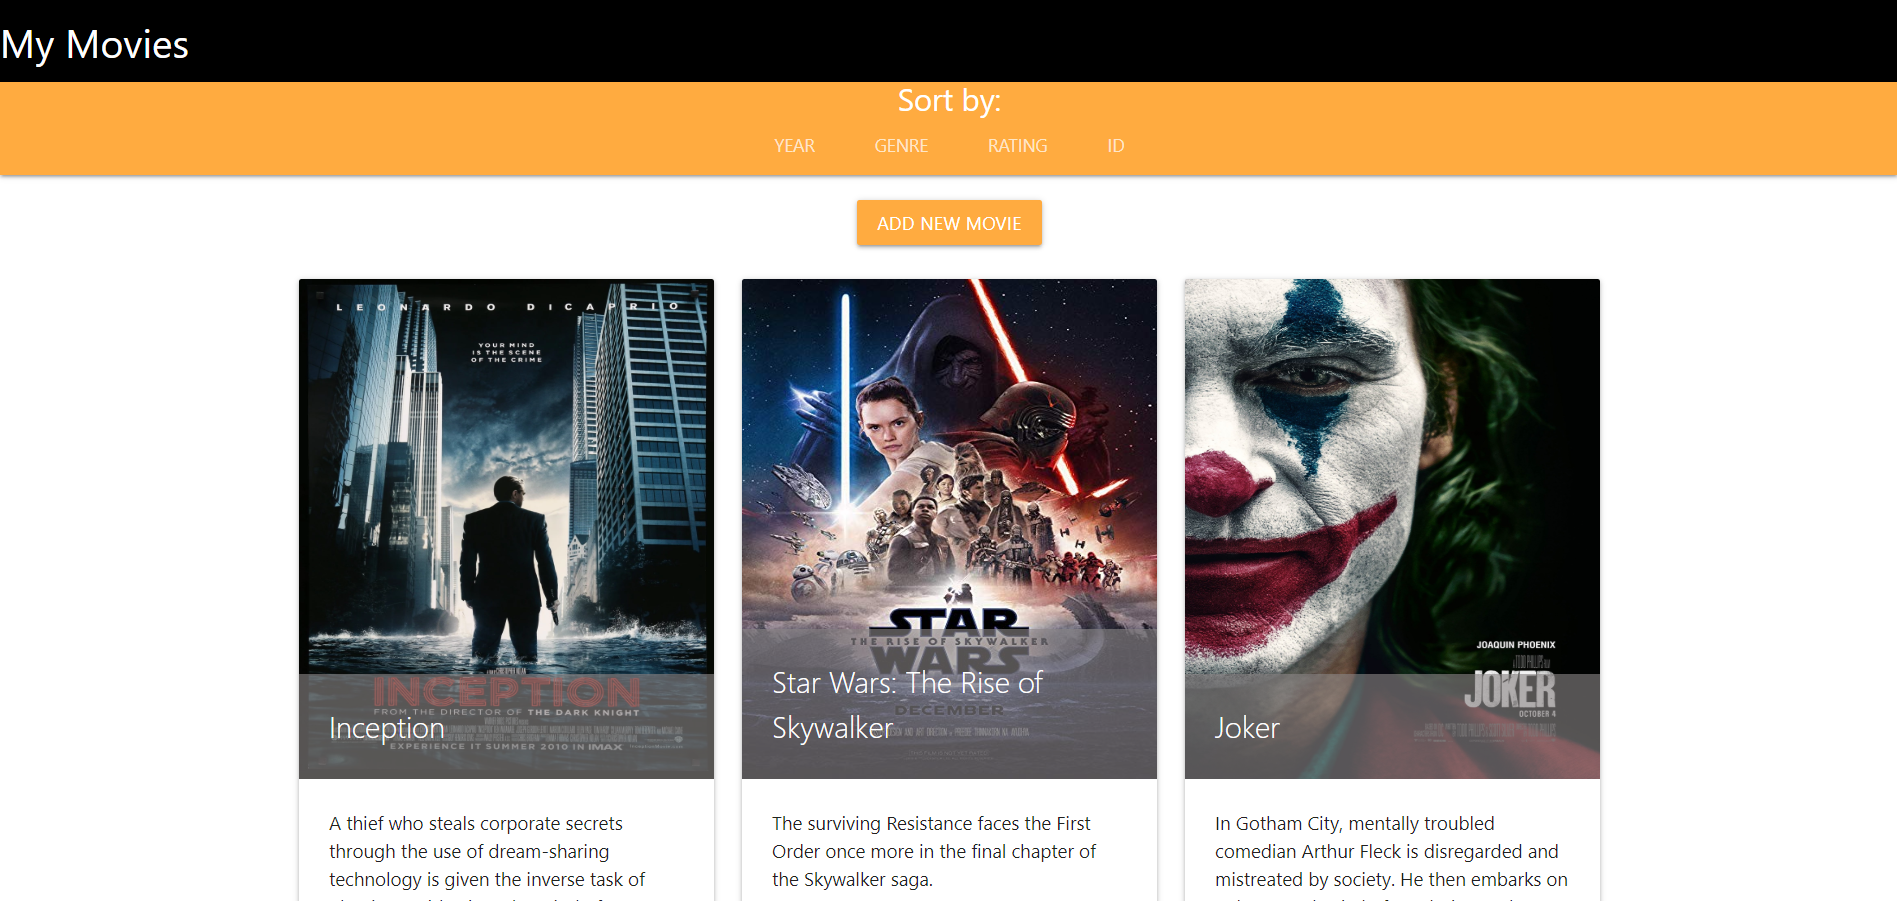 My Movies
Sort by:
YEAR GENRE RATING ID
ADD NEW MOVIE
LEONARDO DICAPRIO
YOUR MIND
IS THE SCENE
OF THE CRIME
INCEPTION
FROM THE DIRECTOR OF THE DARK KNIGHT
Inception
EXPERIENCE IT SUMMER 2010 IN IMAX
A thief who steals corporate secrets
through the use of dream-sharing
technology is given the inverse task of
STAR
THE RISE OF SKYWALKER
WARS
Star Wars: The Rise of
DECEMBER
Skywalker
The surviving Resistance faces the First
Order once more in the final chapter of
the Skywalker saga.
JOAQUIN PHOENIX
JOKER
OCTOBER 4
Joker
In Gotham City, mentally troubled
comedian Arthur Fleck is disregarded and
mistreated by society. He then embarks on